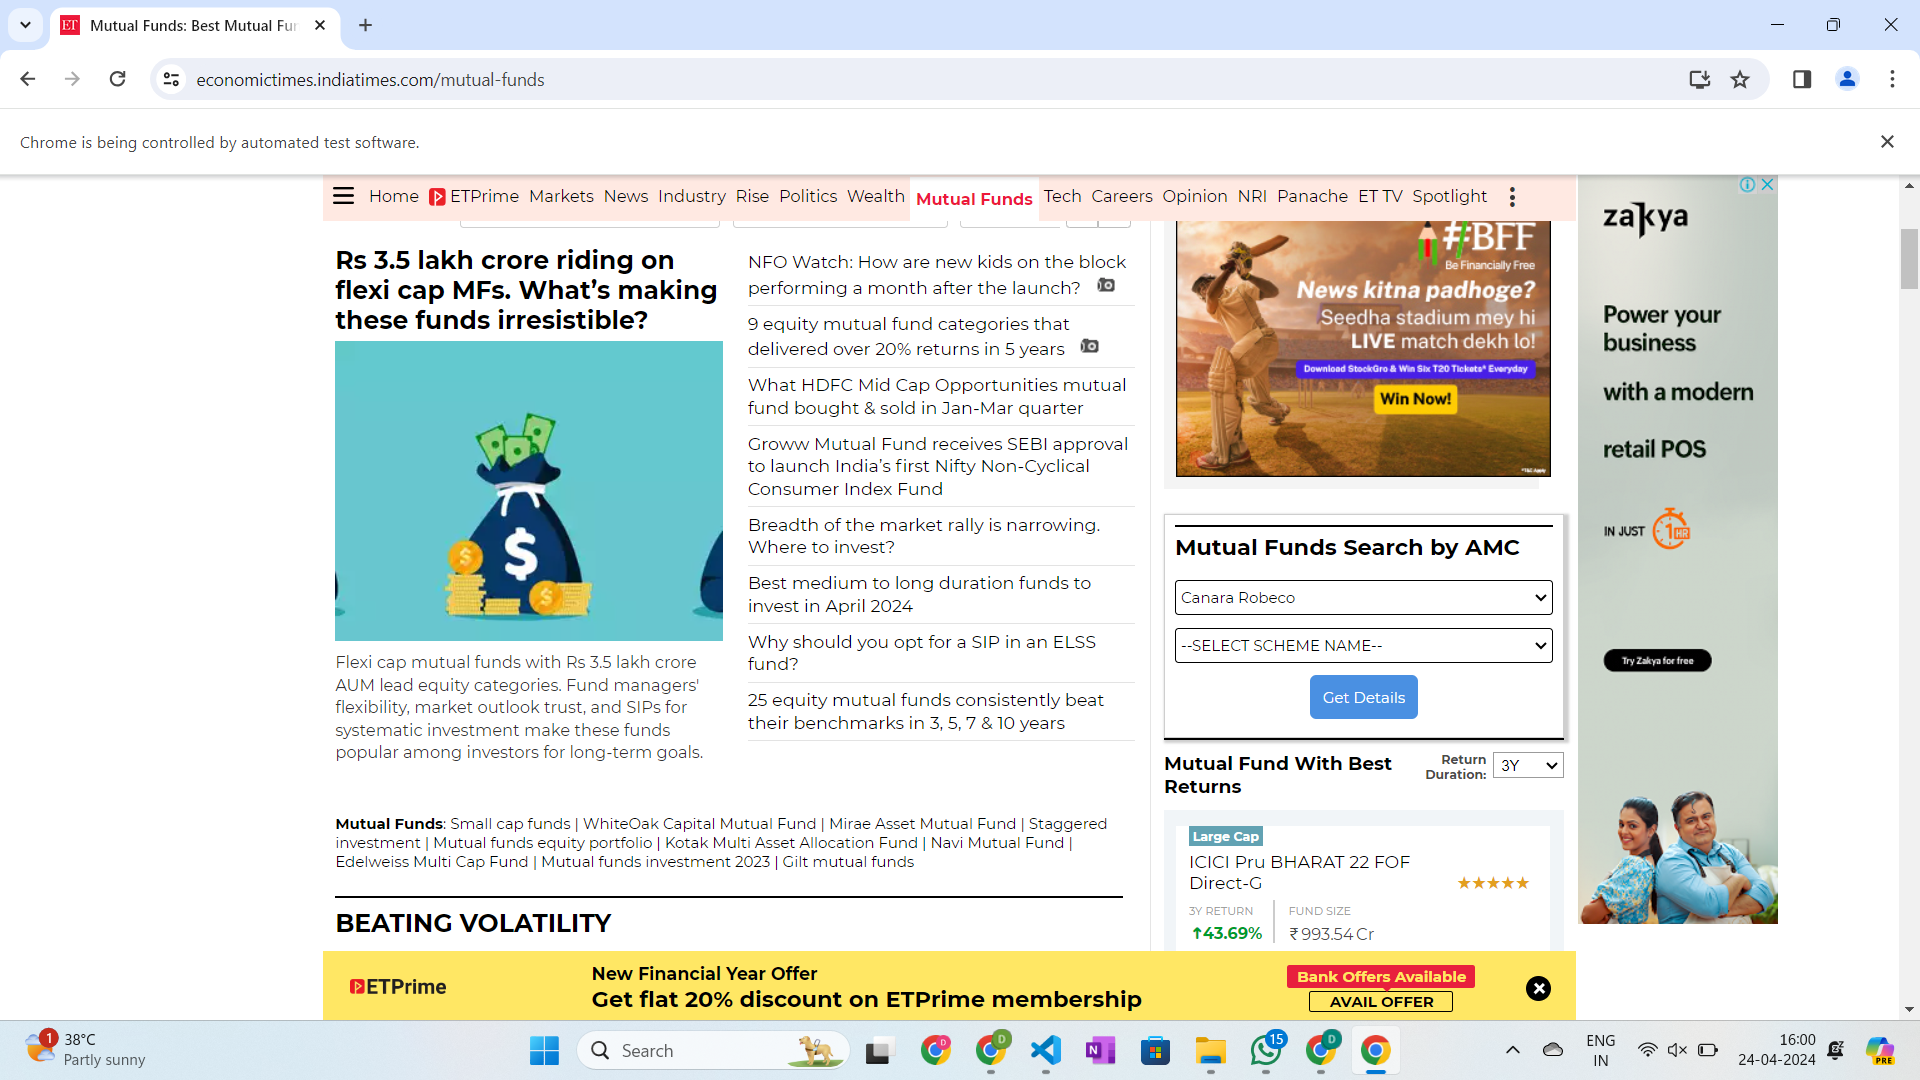 Mutual Funds: Best Mutual Fun
economictimes.indiatimes.com/mutual-funds
Chrome is being controlled by automated test software.
Home ETPrime Markets News Industry Rise Politics Wealth Mutual Funds Tech Careers Opinion NRI Panache ET TV Spotlight
Rs 3.5 lakh crore riding on
flexi cap MFs. What's making
these funds irresistible?
Flexi cap mutual funds with Rs 3.5 lakh crore
AUM lead equity categories. Fund managers'
flexibility, market outlook trust, and SIPs for
systematic investment make these funds
popular among investors for long-term goals.
NFO Watch: How are new kids on the block
performing a month after the launch?
9 equity mutual fund categories that
delivered over 20% returns in 5 years
What HDFC Mid Cap Opportunities mutual
fund bought & sold in Jan-Mar quarter
Groww Mutual Fund receives SEBI approval
to launch India's first Nifty Non-Cyclical
Consumer Index Fund
Breadth of the market rally is narrowing.
Where to invest?
Best medium to long duration funds to
invest in April 2024
Why should you opt for a SIP in an ELSS
fund?
25 equity mutual funds consistently beat
their benchmarks in 3, 5, 7 & 10 years
Mutual Funds: Small cap funds | WhiteOak Capital Mutual Fund | Mirae Asset Mutual Fund | Staggered
investment | Mutual funds equity portfolio | Kotak Multi Asset Allocation Fund | Navi Mutual Fund |
Edelweiss Multi Cap Fund | Mutual funds investment 2023 | Gilt mutual funds
BEATING VOLATILITY
#BFF
Be Financially Free
News kitna padhoge?
Seedha stadium mey hi
LIVE match dekh lo!
Download StockGro & Win Six T20 Tickets* Everyday
Win Now!
*T&C Apply
Mutual Funds Search by AMC
Canara Robeco
--SELECT SCHEME NAME--
Get Details
Mutual Fund With Best
Returns
Return
Duration:
3Y
Large Cap
ICICI Pru BHARAT 22 FOF
Direct-G
3Y RETURN
43.69%
FUND SIZE
₹ 993.54 Cr
zakya
Power your
business
with a modern
retail POS
IN JUST 1 HR
Try Zakya for free
ETPrime
New Financial Year Offer
Get flat 20% discount on ETPrime membership
Bank Offers Available
AVAIL OFFER
1
38°C
Partly sunny
Search
D
D
15
D
ENG
IN
16:00
24-04-2024
PRE